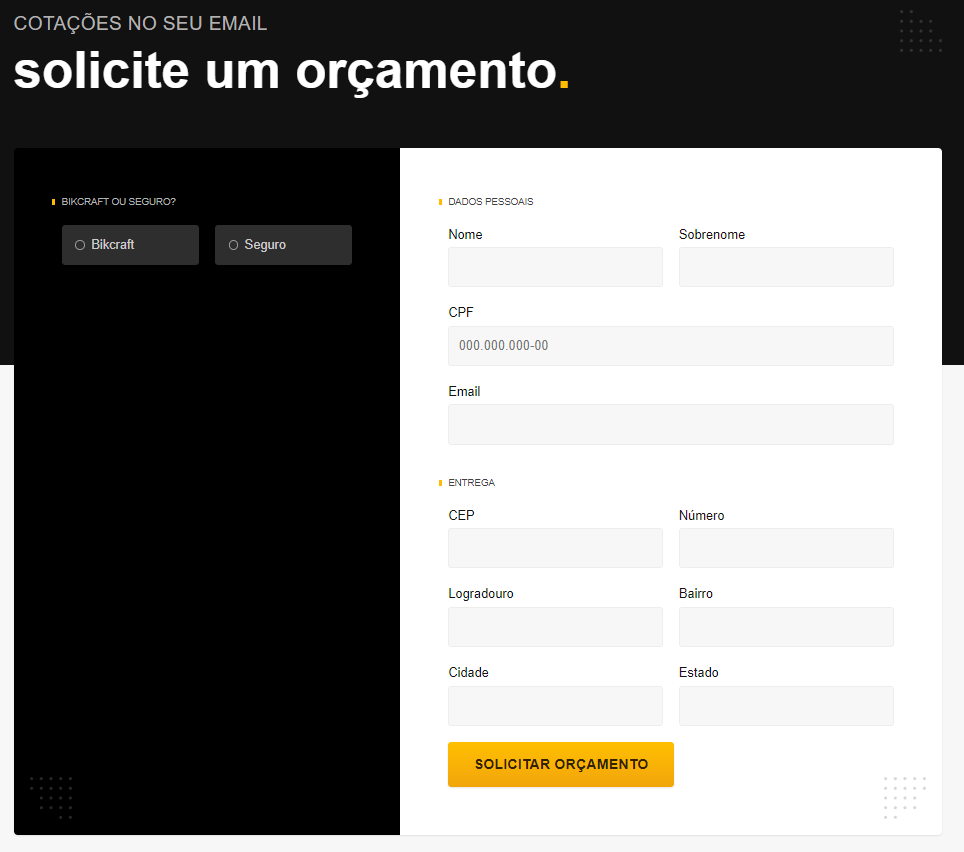 COTAÇÕES NO SEU EMAIL
solicite um orçamento.
BIKCRAFT OU SEGURO?
Bikcraft
Seguro
DADOS PESSOAIS
Nome
Sobrenome
CPF
000.000.000-00
Email
ENTREGA
CEP
Número
Logradouro
Bairro
Cidade
Estado
SOLICITAR ORÇAMENTO